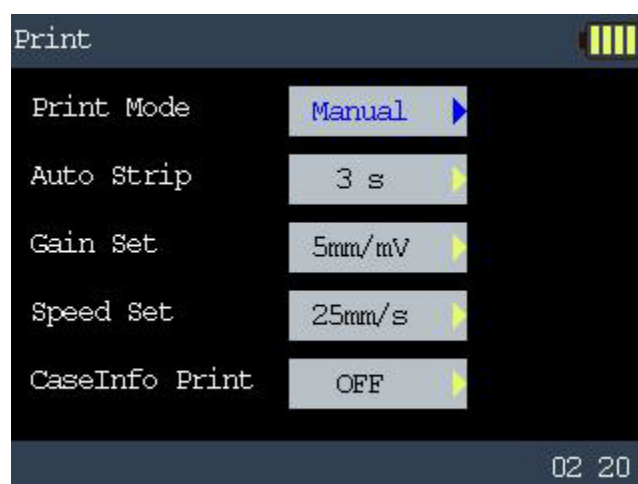 Print
Print Mode Manual
Auto Strip 3 s
Gain Set 5mm/mV
Speed Set 25mm/s
CaseInfo Print OFF
02 20